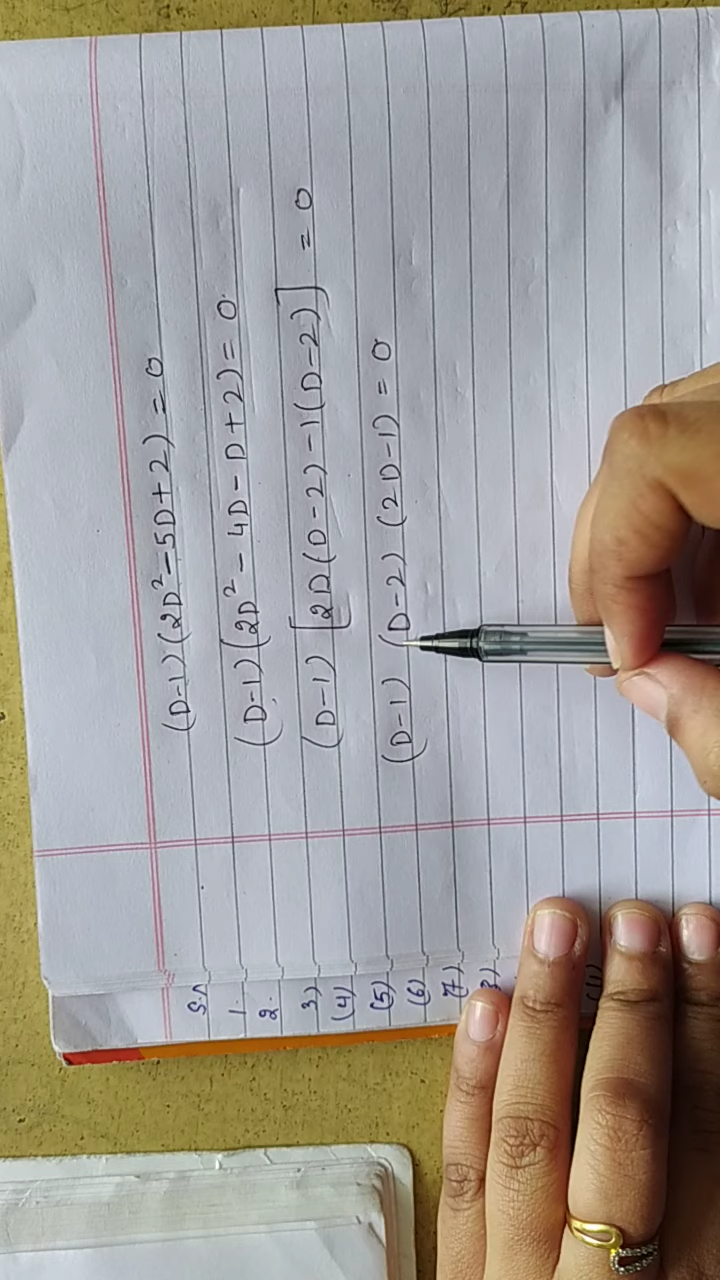 (D-1)(2D²-5D+2) = 0
(D-1)(2D²-4D-D+2) = 0.
(D-1) [2D(D-2)-1(D-2)] = 0
(D-1) (D-2) (2D-1) = 0
1.
2.
3)
(4)
(5)
(6)
(7)
8)